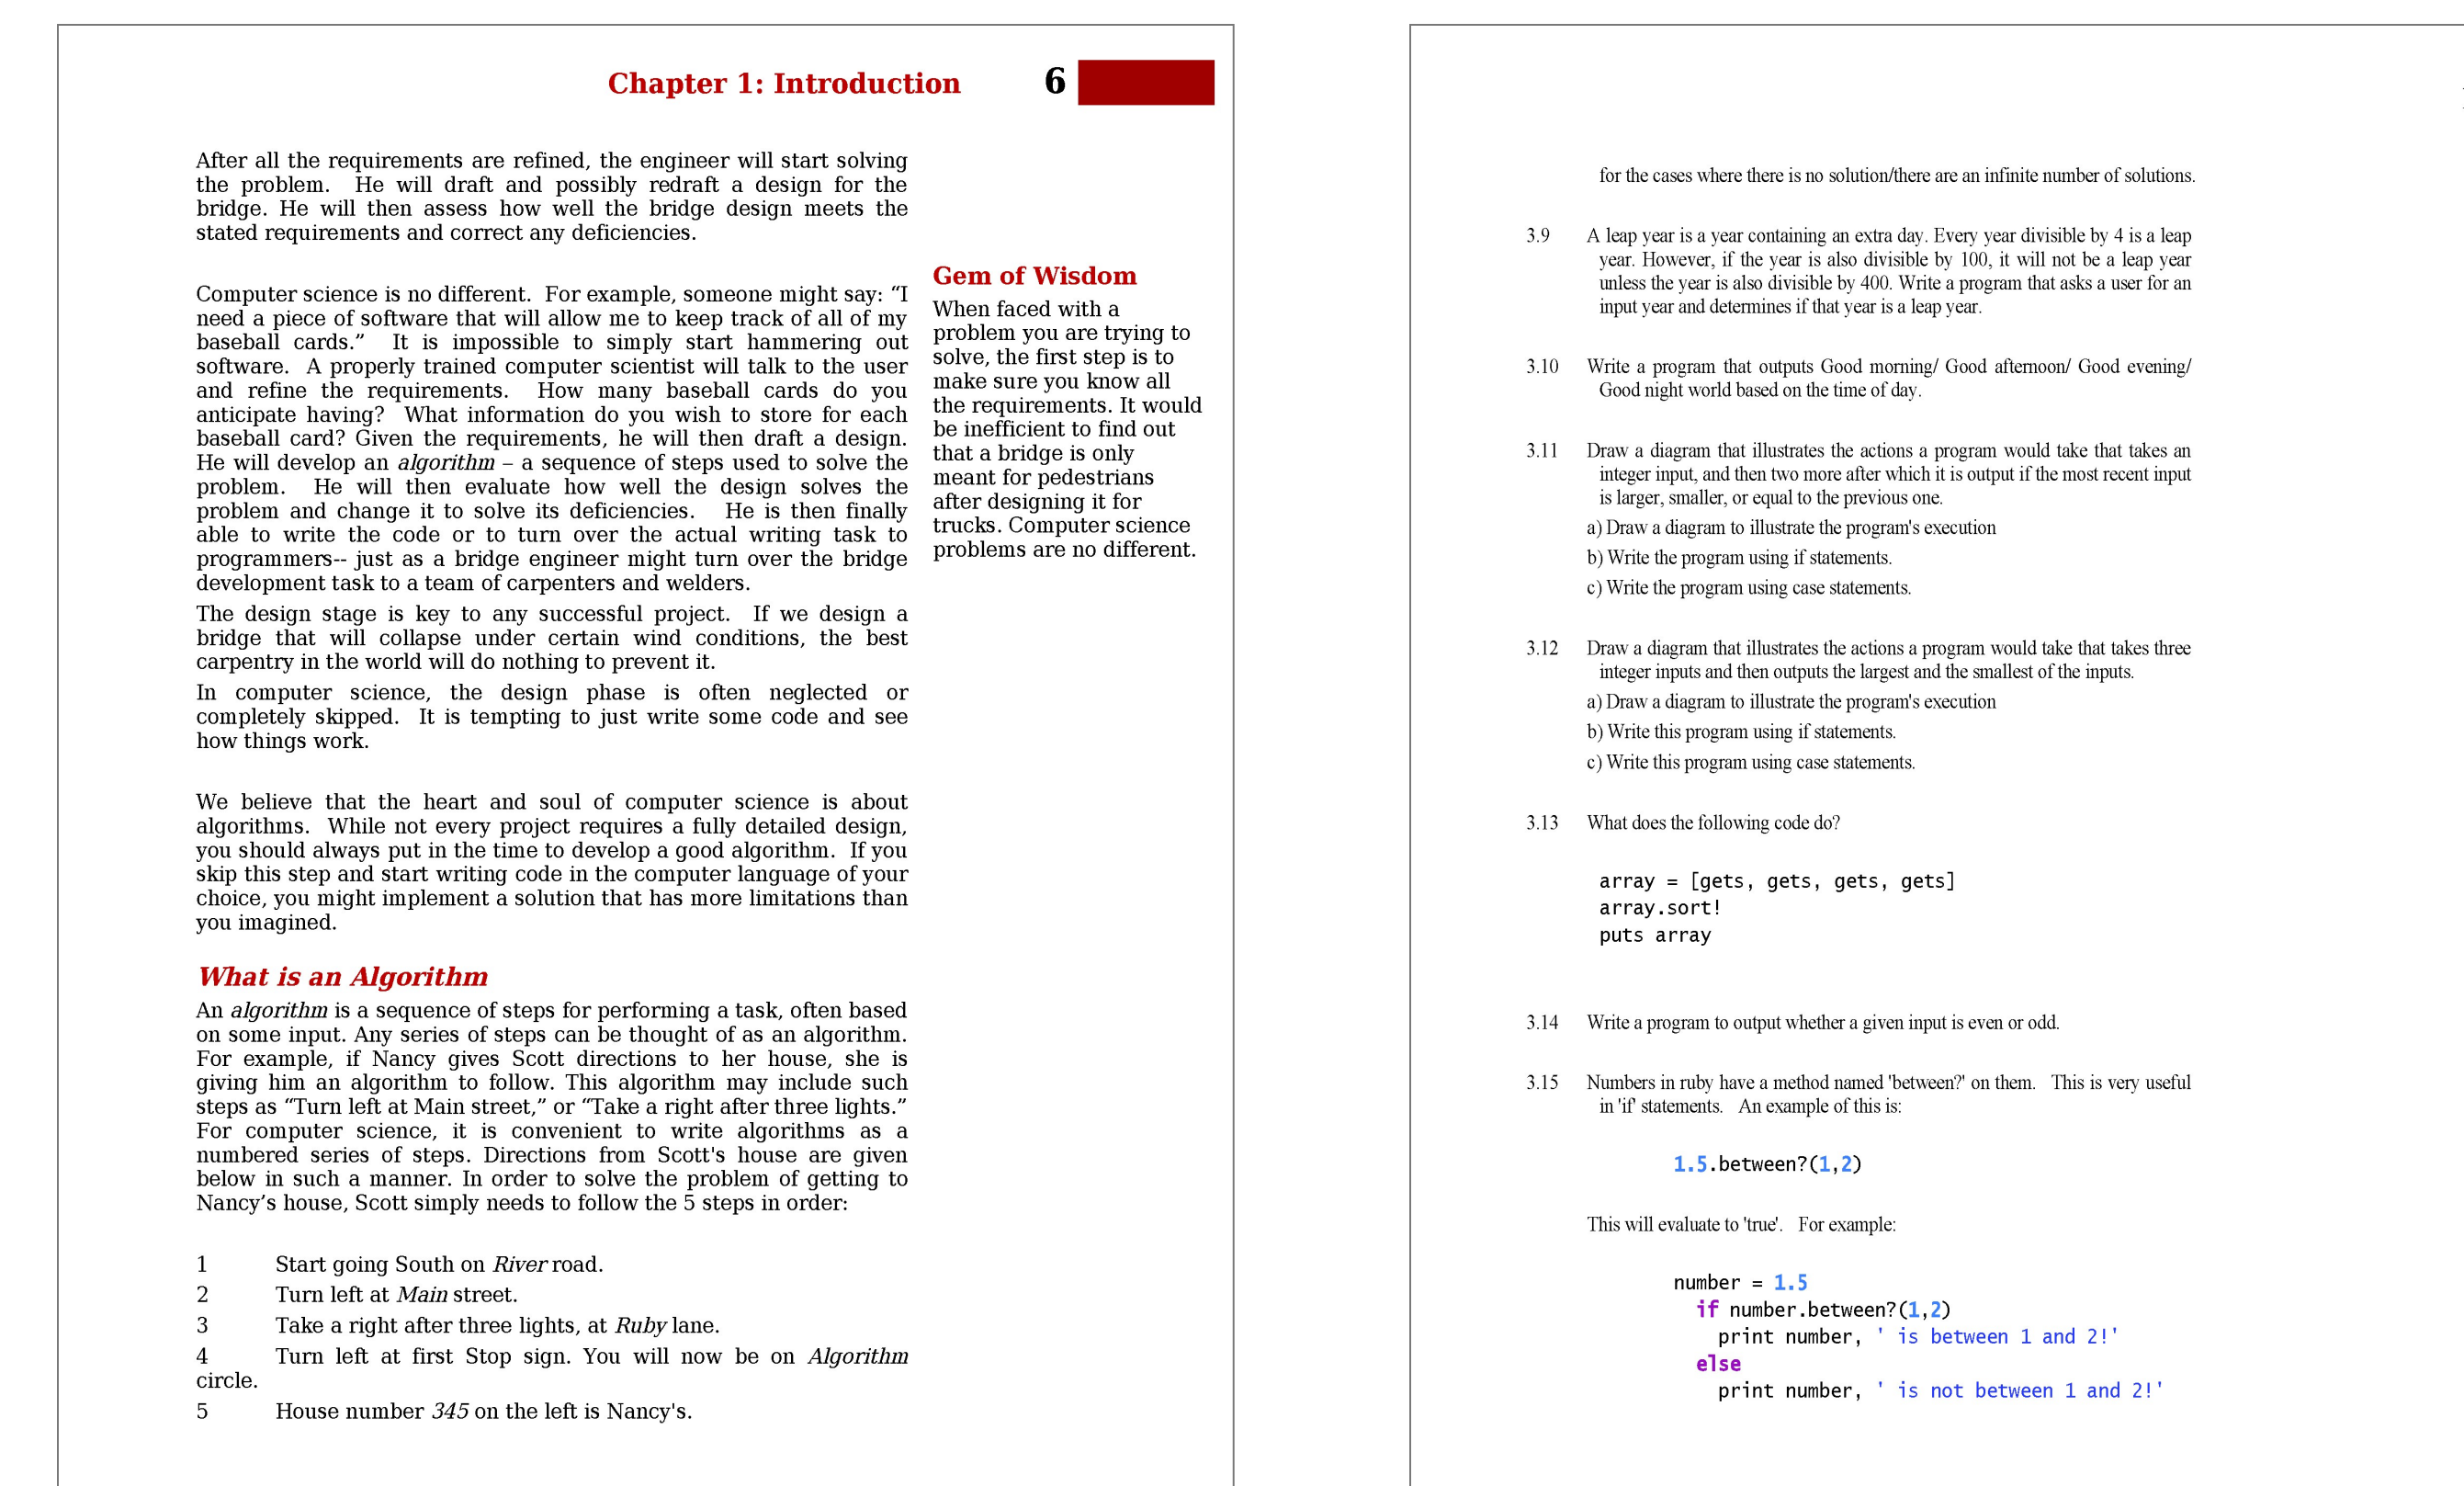 Chapter 1: Introduction 6
After all the requirements are refined, the engineer will start solving
the problem. He will draft and possibly redraft a design for the
bridge. He will then assess how well the bridge design meets the
stated requirements and correct any deficiencies.
Computer science is no different. For example, someone might say: “I
need a piece of software that will allow me to keep track of all of my
baseball cards.” It is impossible to simply start hammering out
software. A properly trained computer scientist will talk to the user
and refine the requirements. How many baseball cards do you
anticipate having? What information do you wish to store for each
baseball card? Given the requirements, he will then draft a design.
He will develop an algorithm – a sequence of steps used to solve the
problem. He will then evaluate how well the design solves the
problem and change it to solve its deficiencies. He is then finally
able to write the code or to turn over the actual writing task to
programmers-- just as a bridge engineer might turn over the bridge
development task to a team of carpenters and welders.
The design stage is key to any successful project. If we design a
bridge that will collapse under certain wind conditions, the best
carpentry in the world will do nothing to prevent it.
In computer science, the design phase is often neglected or
completely skipped. It is tempting to just write some code and see
how things work.
We believe that the heart and soul of computer science is about
algorithms. While not every project requires a fully detailed design,
you should always put in the time to develop a good algorithm. If you
skip this step and start writing code in the computer language of your
choice, you might implement a solution that has more limitations than
you imagined.
What is an Algorithm
An algorithm is a sequence of steps for performing a task, often based
on some input. Any series of steps can be thought of as an algorithm.
For example, if Nancy gives Scott directions to her house, she is
giving him an algorithm to follow. This algorithm may include such
steps as “Turn left at Main street,” or “Take a right after three lights.”
For computer science, it is convenient to write algorithms as a
numbered series of steps. Directions from Scott's house are given
below in such a manner. In order to solve the problem of getting to
Nancy’s house, Scott simply needs to follow the 5 steps in order:
1 Start going South on River road.
2 Turn left at Main street.
3 Take a right after three lights, at Ruby lane.
4 Turn left at first Stop sign. You will now be on Algorithm
circle.
5 House number 345 on the left is Nancy's.
Gem of Wisdom
When faced with a
problem you are trying to
solve, the first step is to
make sure you know all
the requirements. It would
be inefficient to find out
that a bridge is only
meant for pedestrians
after designing it for
trucks. Computer science
problems are no different.
for the cases where there is no solution/there are an infinite number of solutions.
3.9 A leap year is a year containing an extra day. Every year divisible by 4 is a leap
year. However, if the year is also divisible by 100, it will not be a leap year
unless the year is also divisible by 400. Write a program that asks a user for an
input year and determines if that year is a leap year.
3.10 Write a program that outputs Good morning/ Good afternoon/ Good evening/
Good night world based on the time of day.
3.11 Draw a diagram that illustrates the actions a program would take that takes an
integer input, and then two more after which it is output if the most recent input
is larger, smaller, or equal to the previous one.
a) Draw a diagram to illustrate the program's execution
b) Write the program using if statements.
c) Write the program using case statements.
3.12 Draw a diagram that illustrates the actions a program would take that takes three
integer inputs and then outputs the largest and the smallest of the inputs.
a) Draw a diagram to illustrate the program's execution
b) Write this program using if statements.
c) Write this program using case statements.
3.13 What does the following code do?
array = [gets, gets, gets, gets]
array.sort!
puts array
3.14 Write a program to output whether a given input is even or odd.
3.15 Numbers in ruby have a method named 'between?' on them. This is very useful
in 'if' statements. An example of this is:
1.5.between?(1,2)
This will evaluate to 'true'. For example:
number = 1.5
if number.between?(1,2)
print number, ' is between 1 and 2!'
else
print number, ' is not between 1 and 2!'